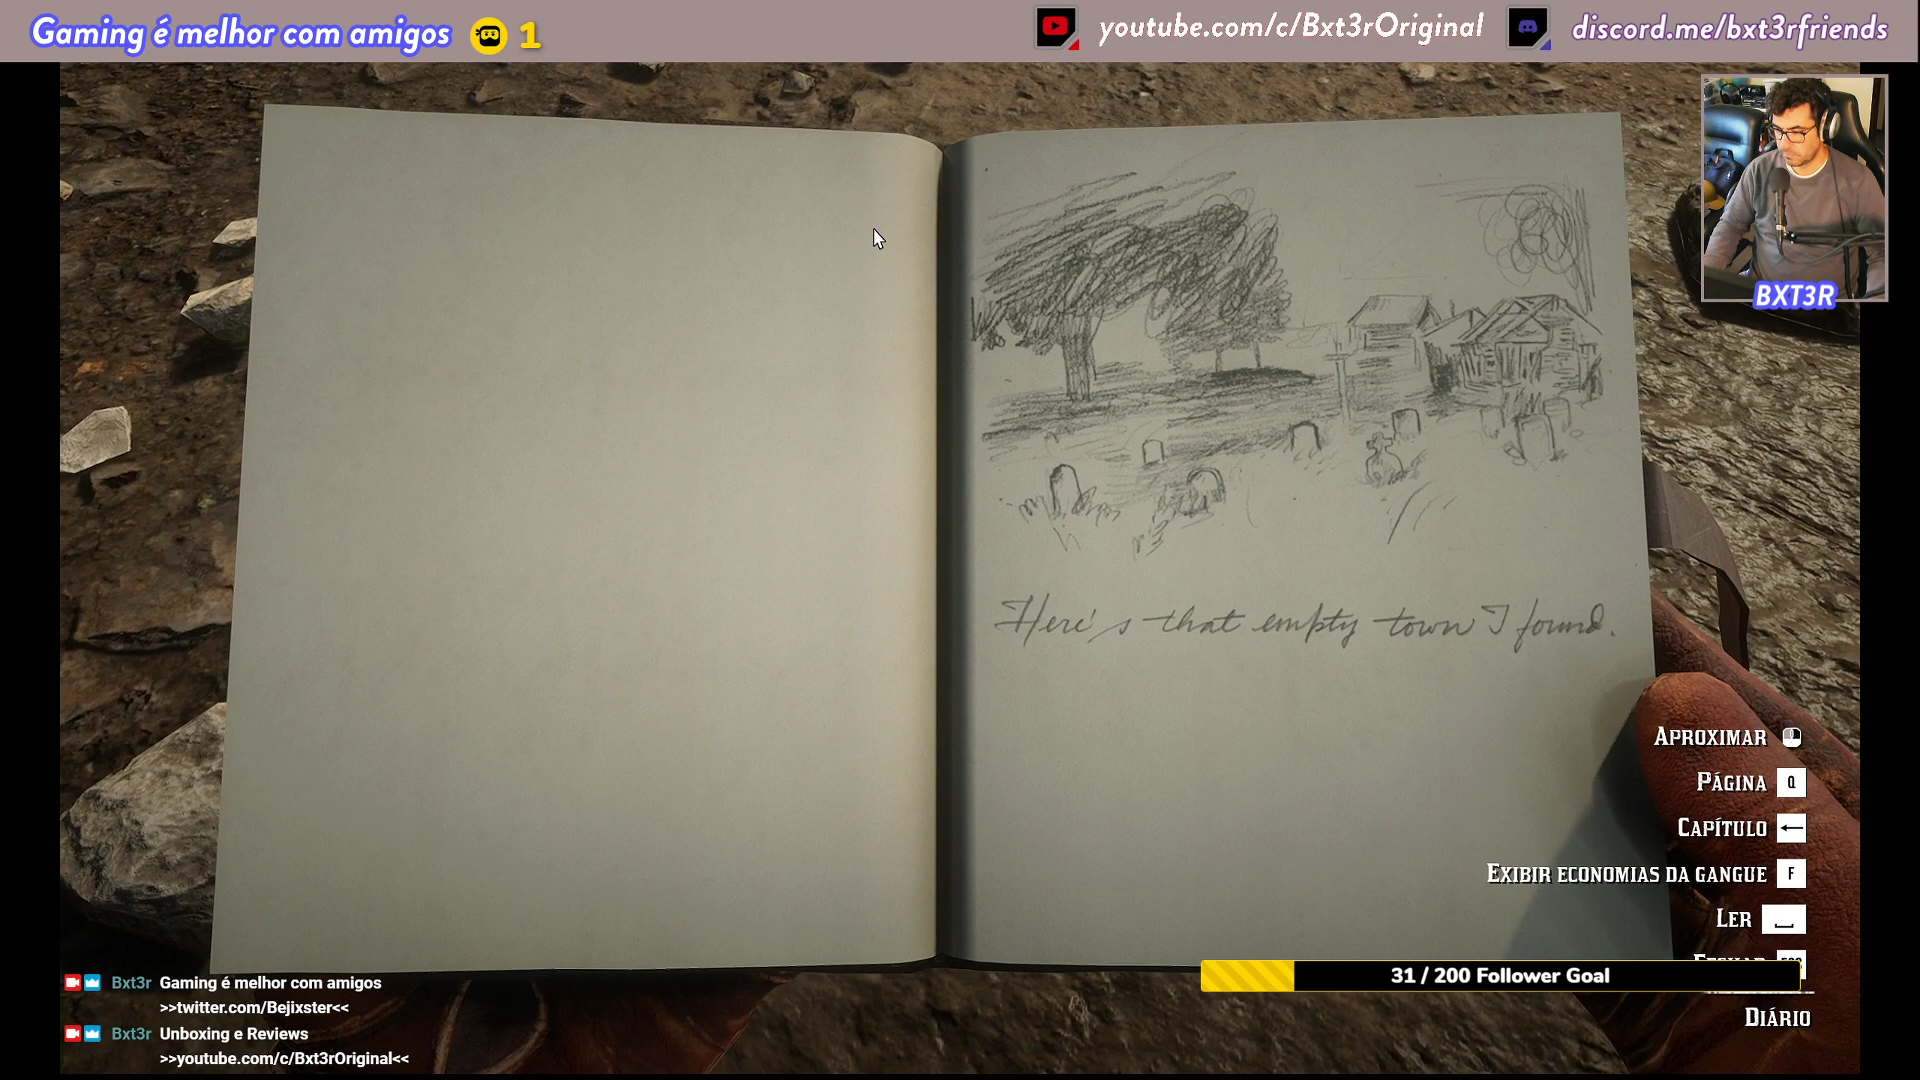 Gaming é melhor com amigos 1
youtube.com/c/Bxt3rOriginal
discord.me/bxt3rfriends
BXT3R
Here's that empty town I found.
APROXIMAR
PÁGINA Q
CAPÍTULO ←
EXIBIR ECONOMIAS DA GANGUE F
LER
31 / 200 Follower Goal
DIÁRIO
Bxt3r Gaming é melhor com amigos
>>twitter.com/Bejixster<<
Bxt3r Unboxing e Reviews
>>youtube.com/c/Bxt3rOriginal<<